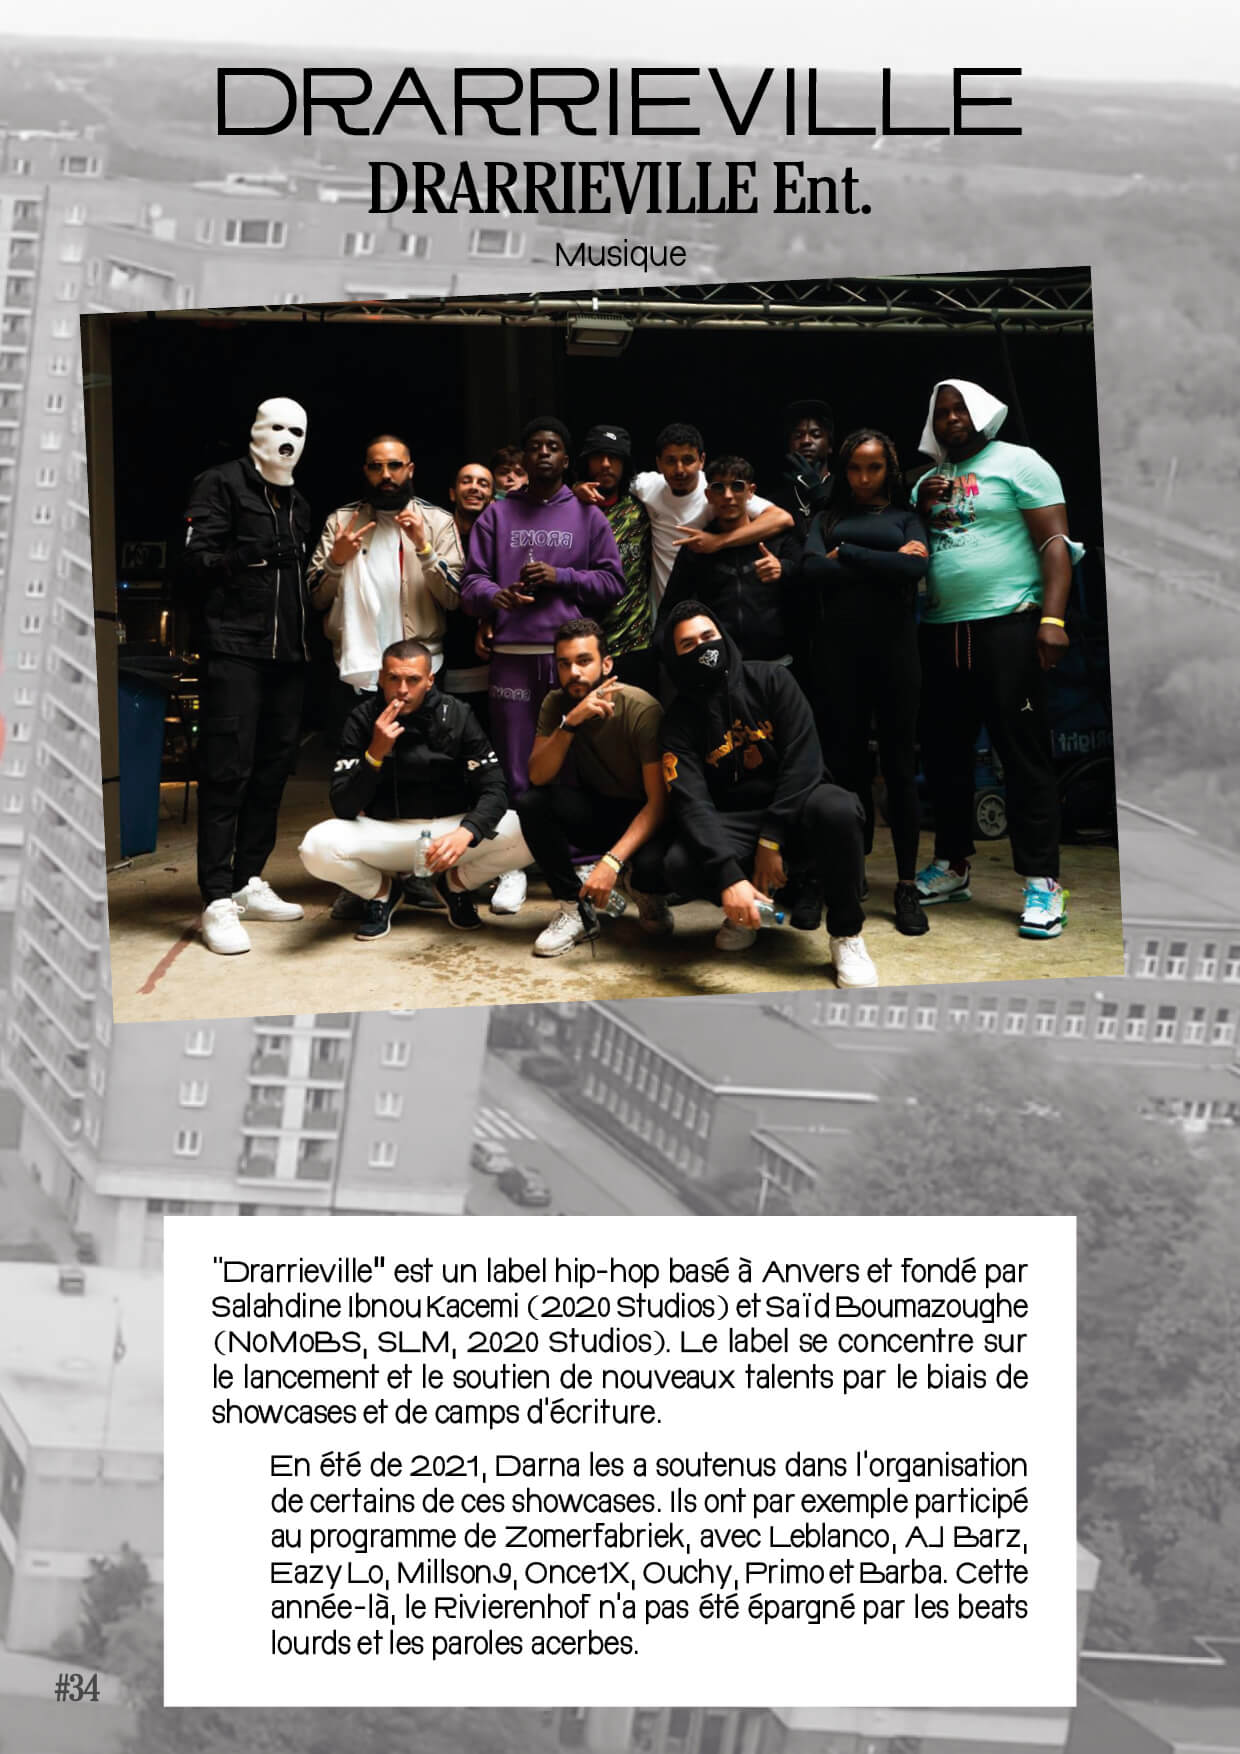 DRARRIEVILLE
DRARRIEVILLE Ent.
Musique
BROKE
BROK
"Drarrieville" est un label hip-hop basé à Anvers et fondé par
Salahdine Ibnou Kacemi (2020 Studios) et Saïd Boumazoughe
(NoMoBS, SLM, 2020 Studios). Le label se concentre sur
le lancement et le soutien de nouveaux talents par le biais de
showcases et de camps d'écriture.
En été de 2021, Darna les a soutenus dans l'organisation
de certains de ces showcases. Ils ont par exemple participé
au programme de Zomerfabriek, avec Leblanco, AJ Barz,
Eazy Lo, Millson9, Once1X, Ouchy, Primo et Barba. Cette
année-là, le Rivierenhof n'a pas été épargné par les beats
lourds et les paroles acerbes.
#34